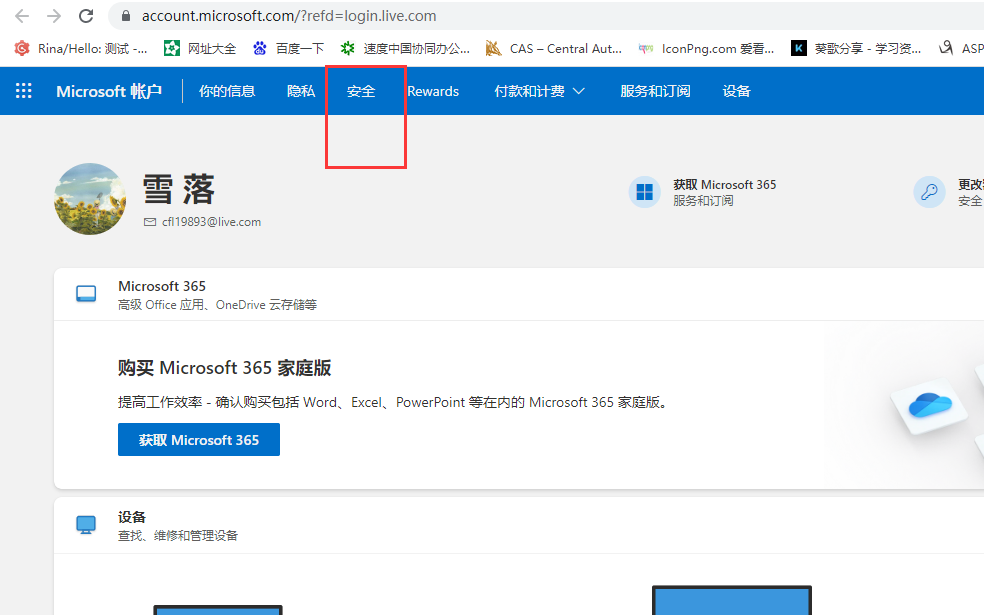 account.microsoft.com/?refd=login.live.com
Rina/Hello: 测试 -... 网址大全 百度一下 速度中国协同办公... CAS – Central Aut... IconPng.com 爱看... 葵歌分享 - 学习资... ASP
Microsoft 帐户 你的信息 隐私 安全 Rewards 付款和计费 服务和订阅 设备
雪 落
cfl19893@live.com
获取 Microsoft 365
服务和订阅
更改
安全
Microsoft 365
高级 Office 应用、OneDrive 云存储等
购买 Microsoft 365 家庭版
提高工作效率 - 确认购买包括 Word、Excel、PowerPoint 等在内的 Microsoft 365 家庭版。
获取 Microsoft 365
设备
查找、维修和管理设备